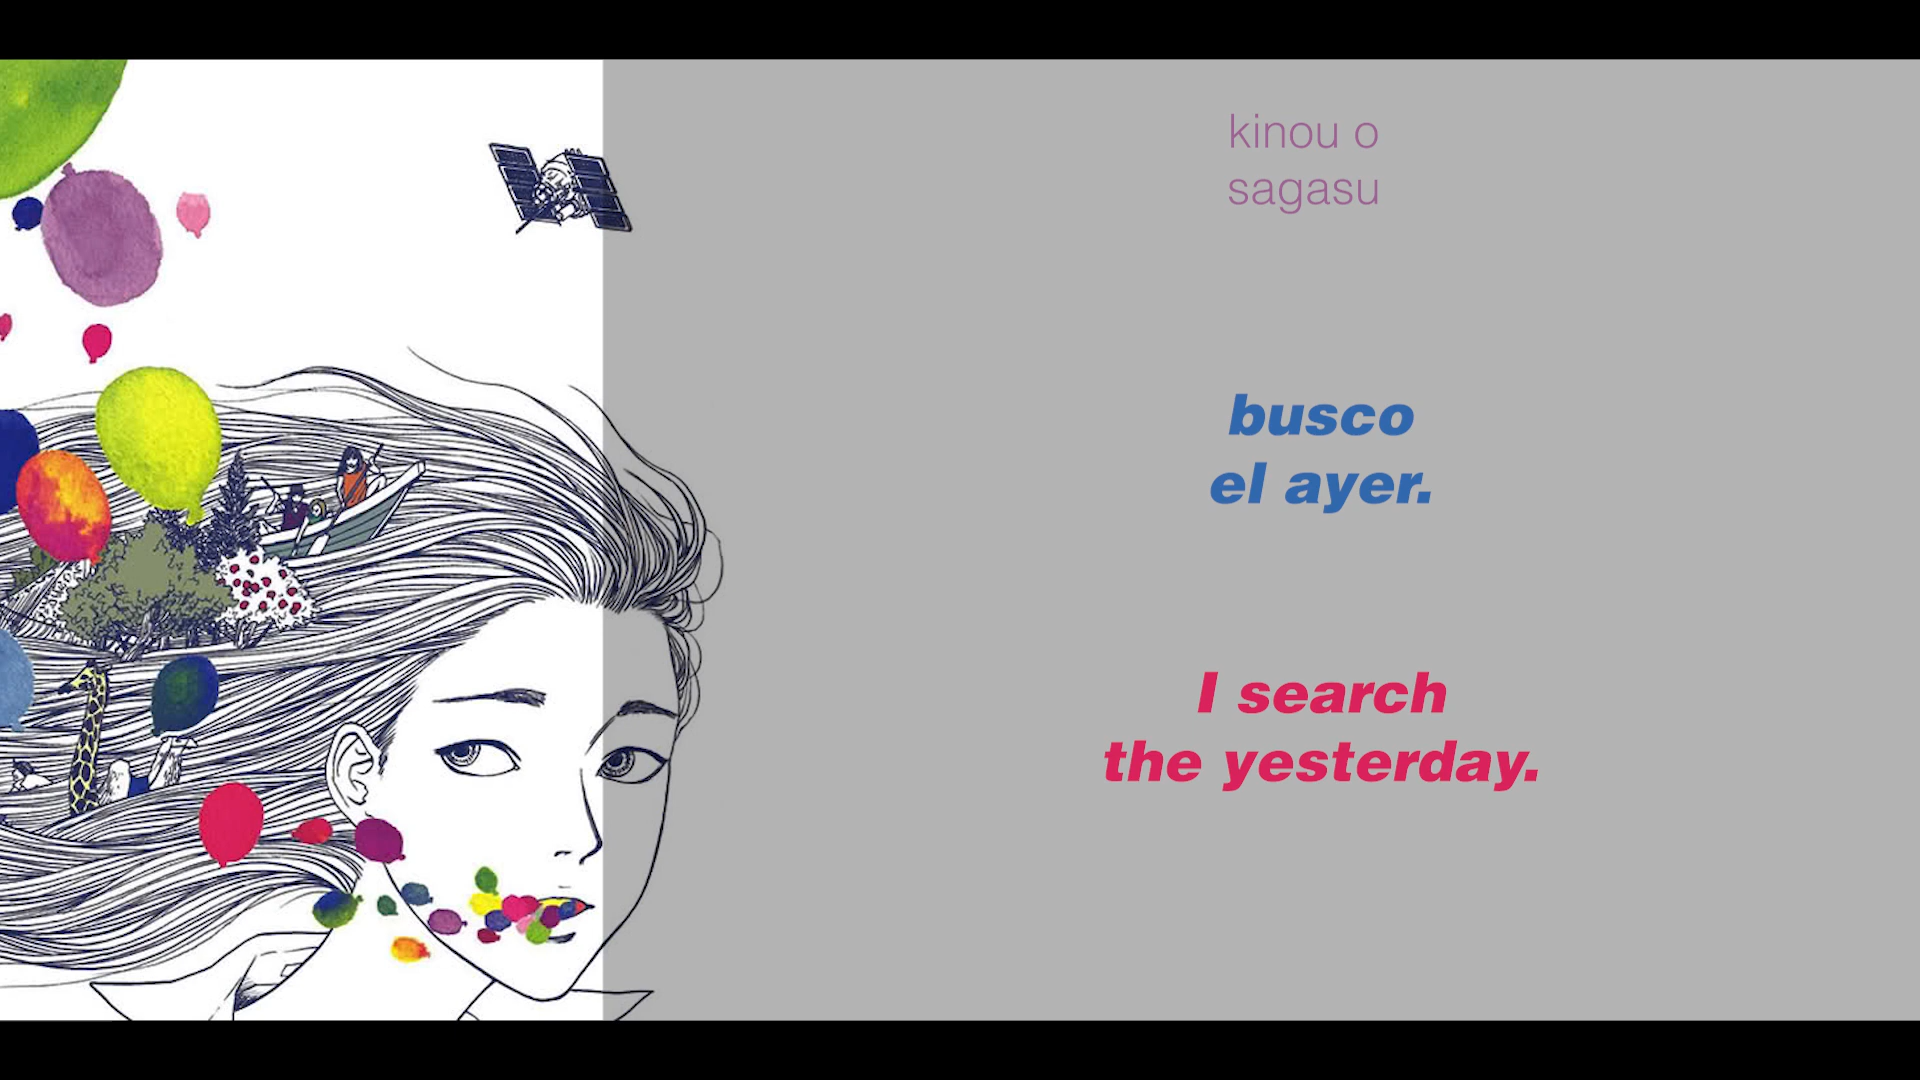 kinou o
sagasu
busco
el ayer.
I search
the yesterday.